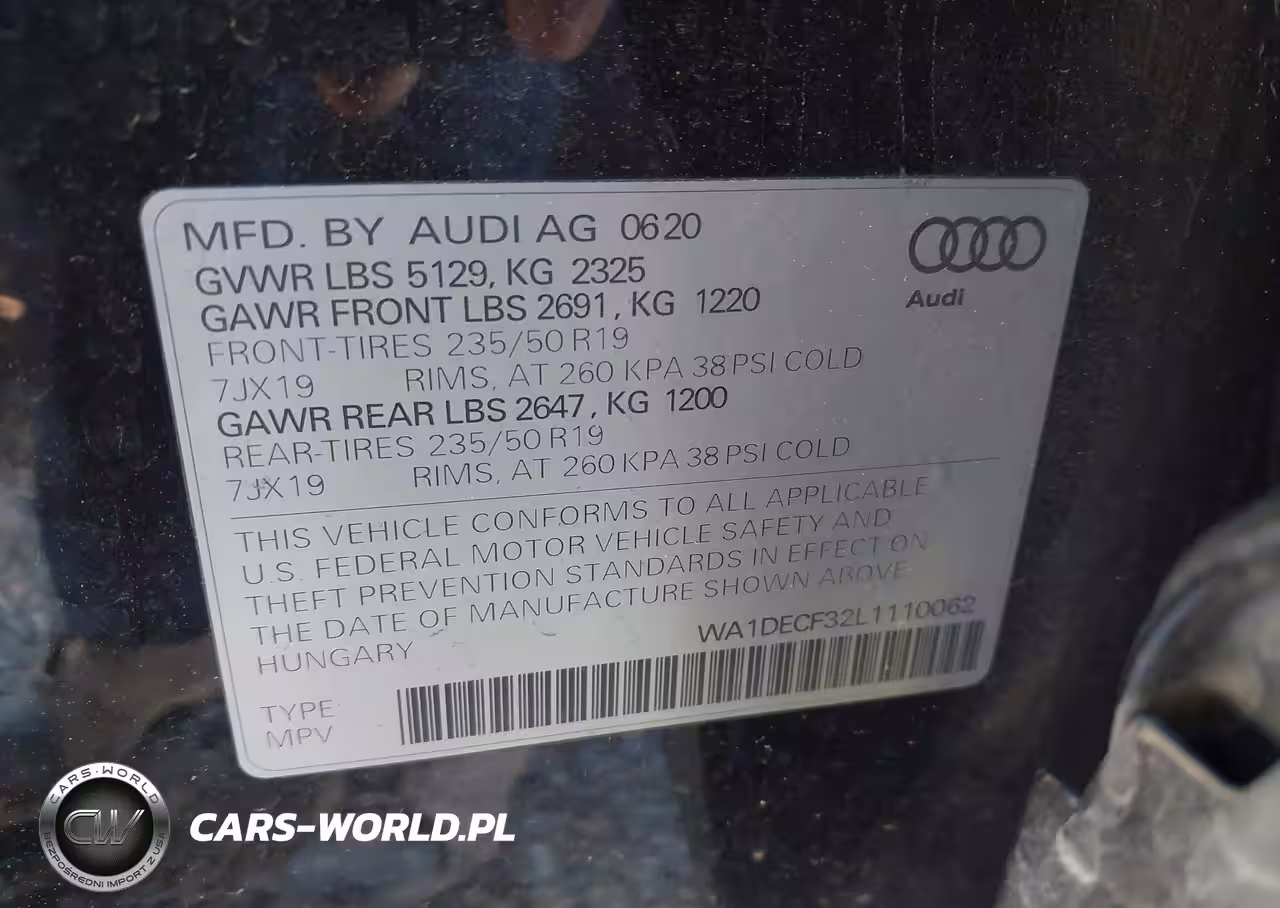 MFD. BY AUDI AG 0620
GVWR LBS 5129, KG 2325
GAWR FRONT LBS 2691, KG 1220
FRONT-TIRES 235/50 R19
7JX19 RIMS, AT 260 KPA 38 PSI COLD
GAWR REAR LBS 2647, KG 1200
REAR-TIRES 235/50 R19
7JX19 RIMS, AT 260 KPA 38 PSI COLD
Audi
THIS VEHICLE CONFORMS TO ALL APPLICABLE
U.S. FEDERAL MOTOR VEHICLE SAFETY AND
THEFT PREVENTION STANDARDS IN EFFECT ON
THE DATE OF MANUFACTURE SHOWN ABOVE
HUNGARY
WA1DECF32L1110062
TYPE:
MPV
CARS-WORLD
CW
BEZPOŚREDNI IMPORT Z USA
CARS-WORLD.PL